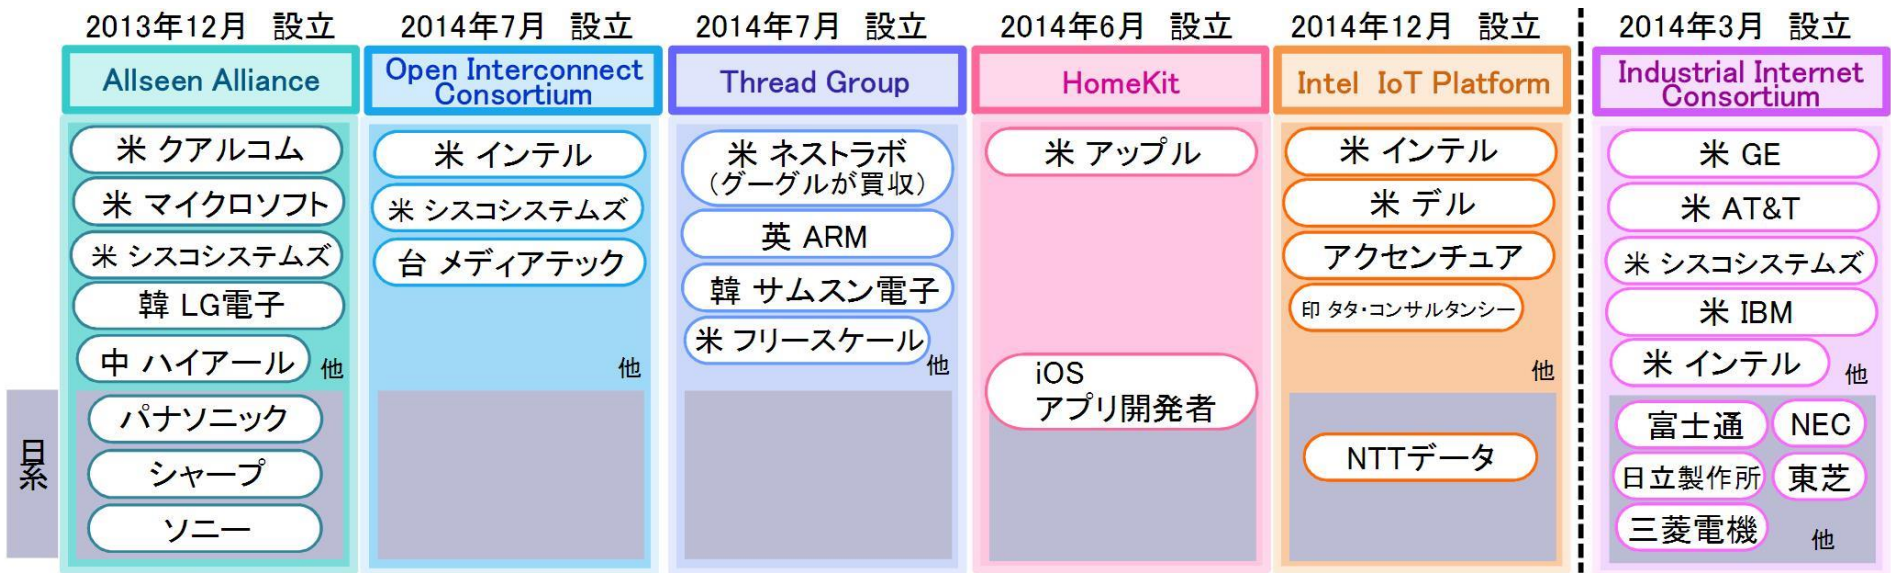 2013年12月 設立
Allseen Alliance
米 クアルコム
米 マイクロソフト
米 シスコシステムズ
韓 LG電子
中 ハイアール
他
パナソニック
シャープ
ソニー
2014年7月 設立
Open Interconnect
Consortium
米 インテル
米 シスコシステムズ
台 メディアテック
他
2014年7月 設立
Thread Group
米 ネストラボ
(グーグルが買収)
英 ARM
韓 サムスン電子
米 フリースケール
他
2014年6月 設立
HomeKit
米 アップル
iOS
アプリ開発者
2014年12月 設立
Intel IoT Platform
米 インテル
米 デル
アクセンチュア
印 タタ・コンサルタンシー
他
NTTデータ
2014年3月 設立
Industrial Internet
Consortium
米 GE
米 AT&T
米 シスコシステムズ
米 IBM
米 インテル
他
富士通
NEC
日立製作所
東芝
三菱電機
他
日系